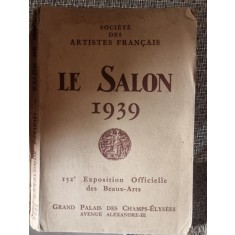 SOCIÉTÉ
DES
ARTISTES FRANÇAIS
LE SALON
1939
152e Exposition Officielle
des Beaux-Arts
GRAND PALAIS DES CHAMPS-ÉLYSÉES
AVENUE ALEXANDRE-III